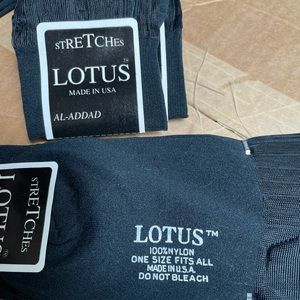 STRETCHES
LOTUS™
MADE IN USA
AL-ADDAD
STRETCHES
LOTUS
LOTUS™
100%NYLON
ONE SIZE FITS ALL
MADE IN U.S.A.
DO NOT BLEACH